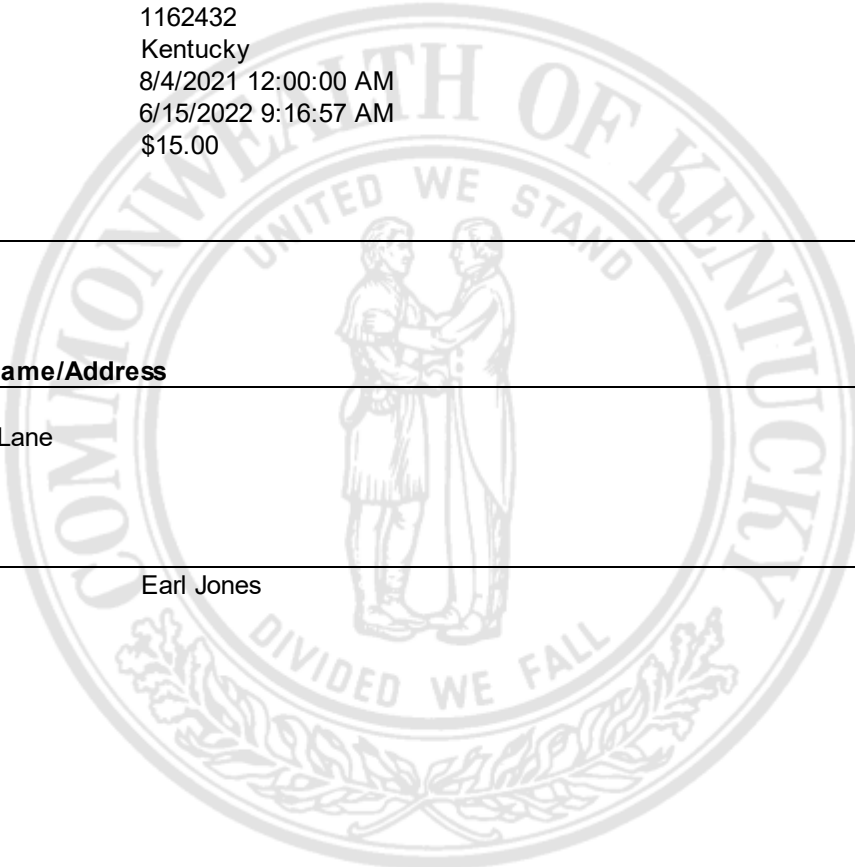 1162432
Kentucky
8/4/2021 12:00:00 AM
6/15/2022 9:16:57 AM
$15.00
COMMONWEALTH OF KENTUCKY
UNITED WE STAND
ame/Address
Lane
Earl Jones
DIVIDED WE FALL